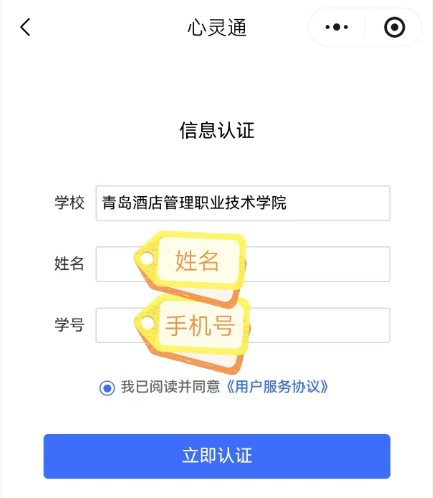 心灵通
信息认证
学校 青岛酒店管理职业技术学院
姓名 姓名
学号 手机号
我已阅读并同意《用户服务协议》
立即认证